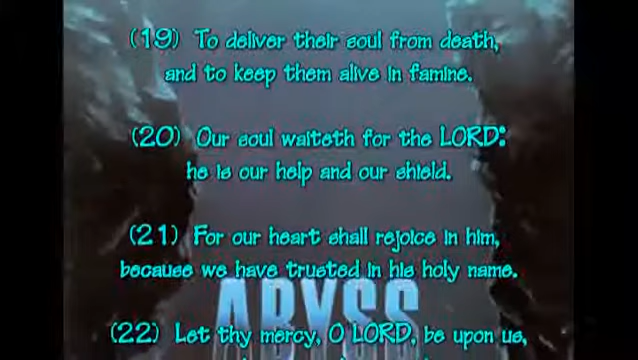 (19) To deliver their soul from death,
and to keep them alive in famine.
(20) Our soul waiteth for the LORD:
he is our help and our shield.
(21) For our heart shall rejoice in him,
because we have trusted in his holy name.
ABYSS
(22) Let thy mercy, O LORD, be upon us,